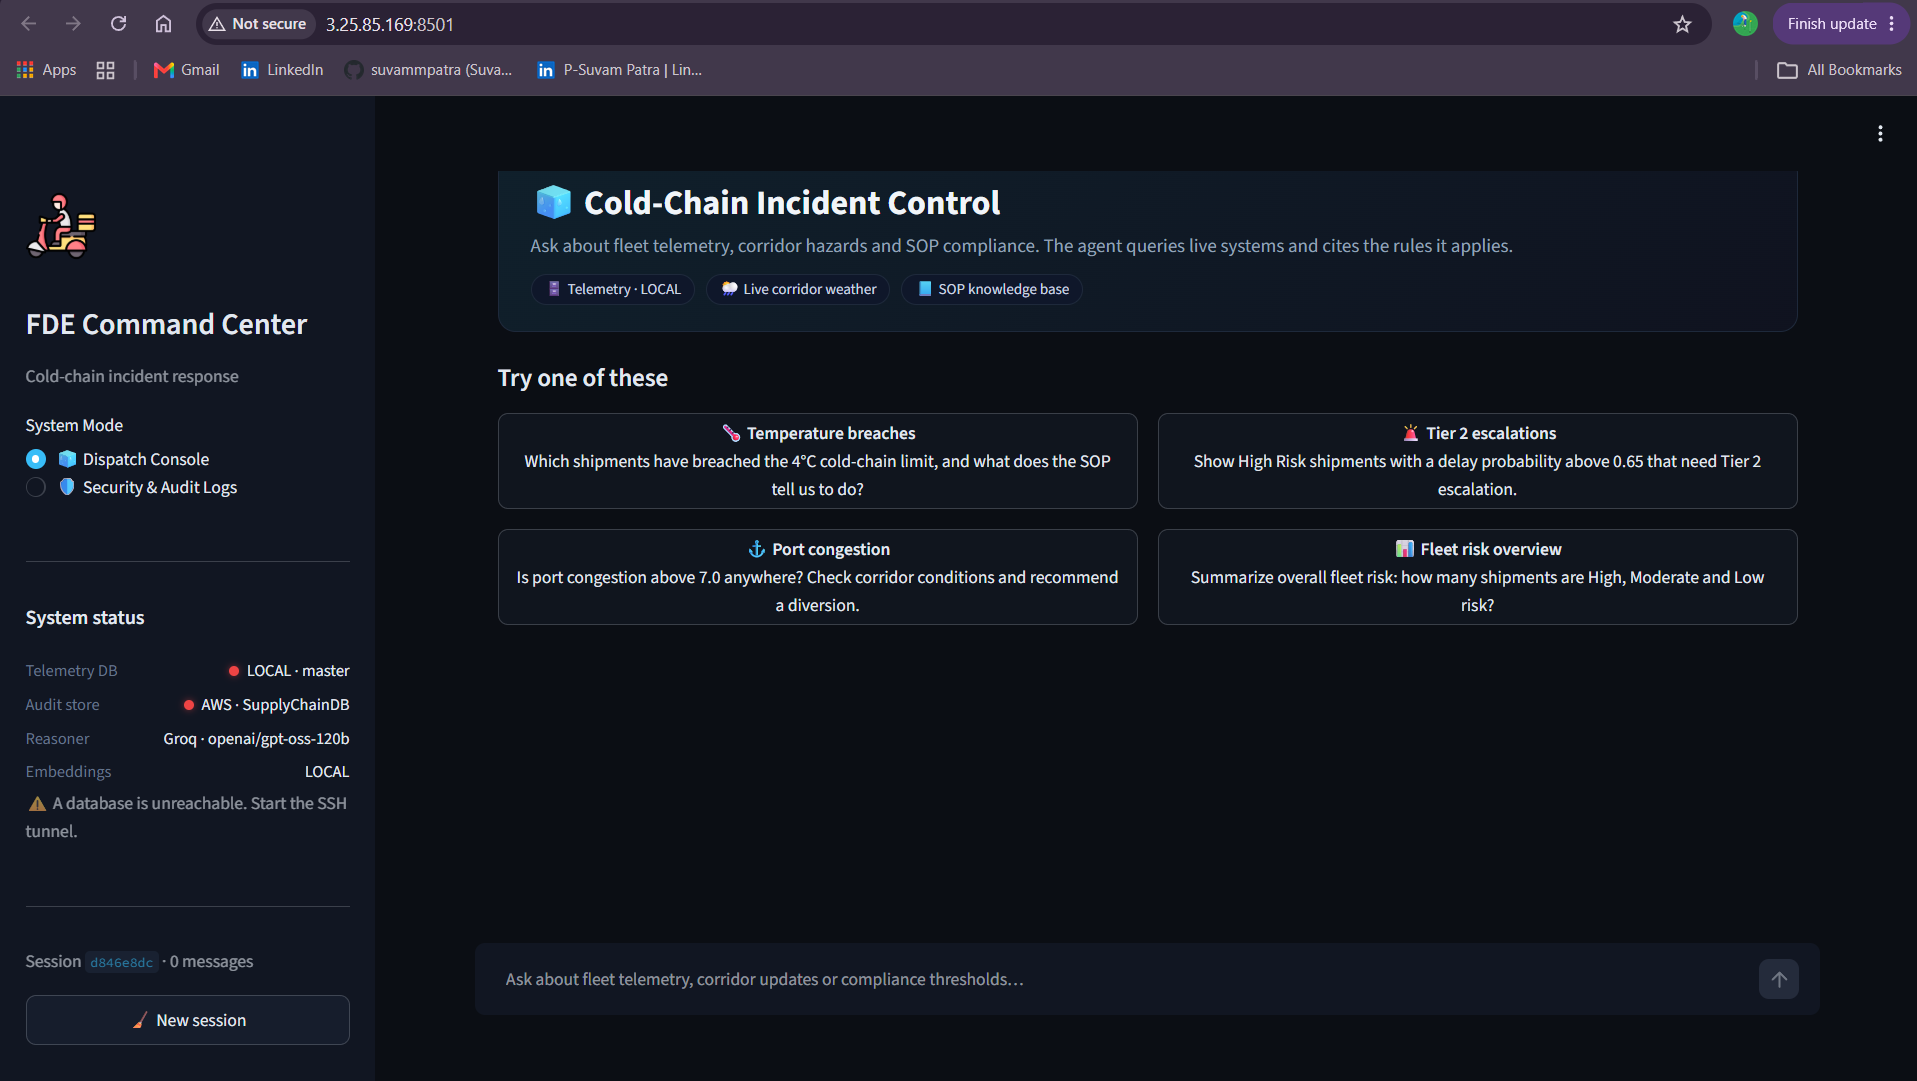 Not secure
3.25.85.169:8501
Finish update
Apps
Gmail
LinkedIn
suvammpatra (Suva...
P-Suvam Patra | Lin...
All Bookmarks
FDE Command Center
Cold-chain incident response
System Mode
Dispatch Console
Security & Audit Logs
System status
Telemetry DB LOCAL · master
Audit store AWS · SupplyChainDB
Reasoner Groq · openai/gpt-oss-120b
Embeddings LOCAL
A database is unreachable. Start the SSH
tunnel.
Session d846e8dc · 0 messages
New session
Cold-Chain Incident Control
Ask about fleet telemetry, corridor hazards and SOP compliance. The agent queries live systems and cites the rules it applies.
Telemetry · LOCAL
Live corridor weather
SOP knowledge base
Try one of these
Temperature breaches
Which shipments have breached the 4°C cold-chain limit, and what does the SOP
tell us to do?
Tier 2 escalations
Show High Risk shipments with a delay probability above 0.65 that need Tier 2
escalation.
Port congestion
Is port congestion above 7.0 anywhere? Check corridor conditions and recommend
a diversion.
Fleet risk overview
Summarize overall fleet risk: how many shipments are High, Moderate and Low
risk?
Ask about fleet telemetry, corridor updates or compliance thresholds...